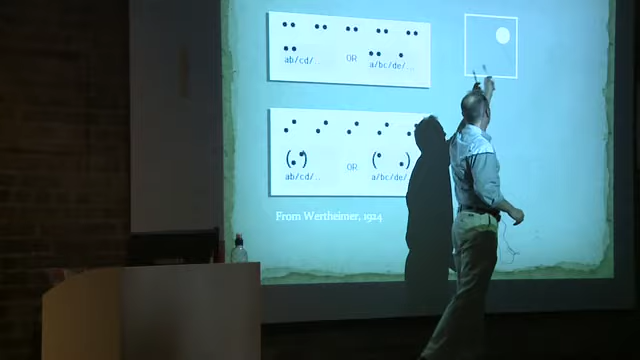 ab/cd/..
OR
a/bc/de/..
ab/cd/..
OR
a/bc/de/
From Wertheimer, 1924